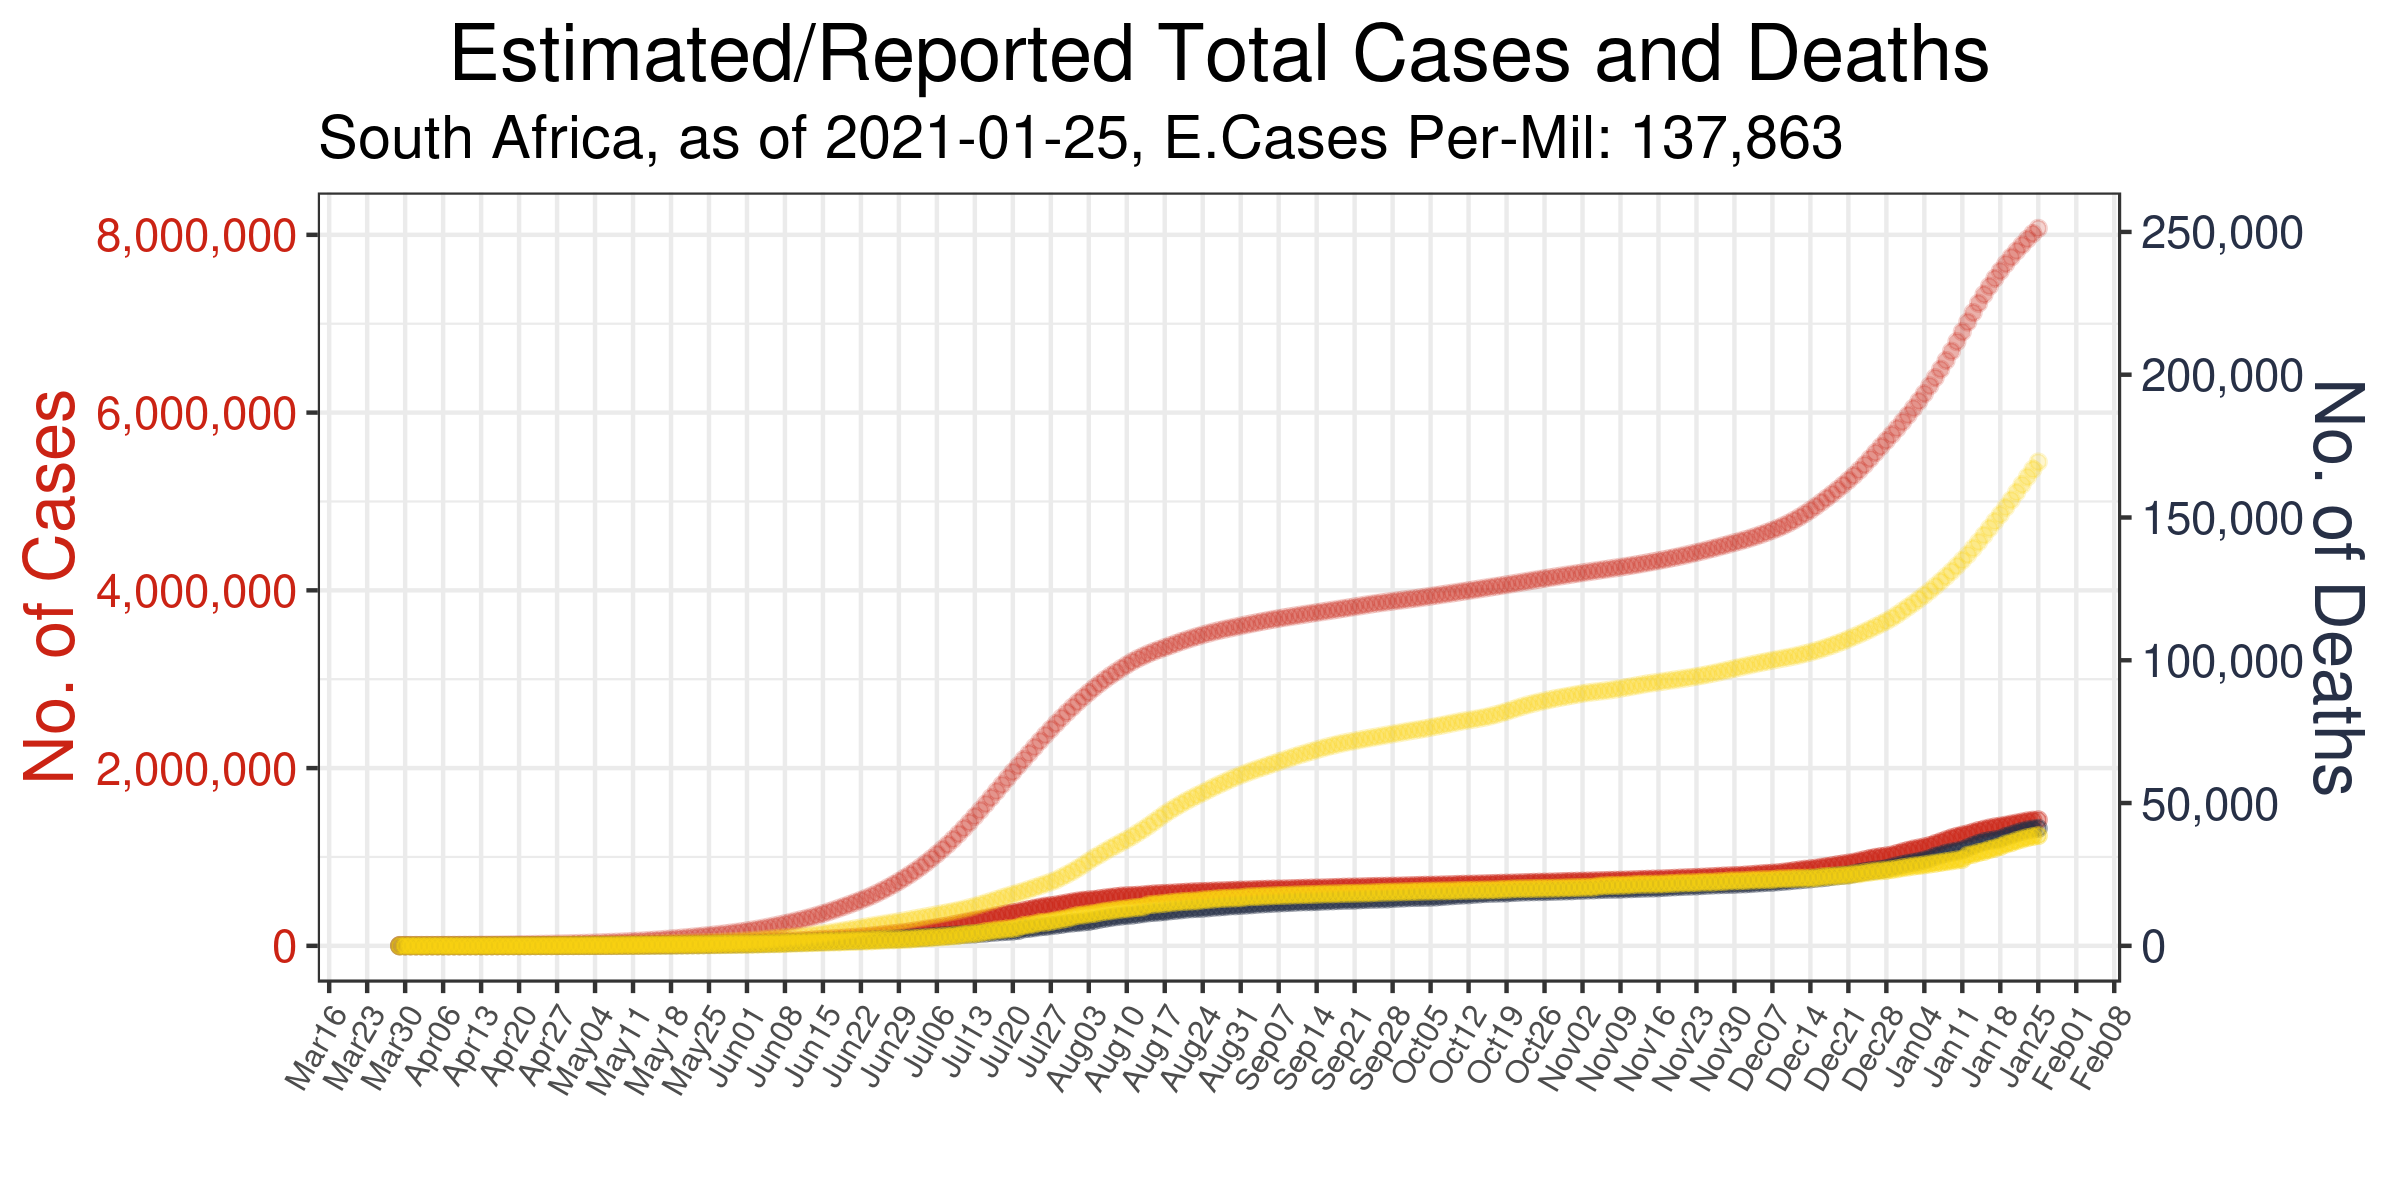 Estimated/Reported Total Cases and Deaths
South Africa, as of 2021-01-25, E.Cases Per-Mil: 137,863
No. of Cases
8,000,000
6,000,000
4,000,000
2,000,000
0
250,000
200,000
150,000
100,000
50,000
0
No. of Deaths
Mar16
Mar23
Mar30
Apr06
Apr13
Apr20
Apr27
May04
May11
May18
May25
Jun01
Jun08
Jun15
Jun22
Jun29
Jul06
Jul13
Jul20
Jul27
Aug03
Aug10
Aug17
Aug24
Aug31
Sep07
Sep14
Sep21
Sep28
Oct05
Oct12
Oct19
Oct26
Nov02
Nov09
Nov16
Nov23
Nov30
Dec07
Dec14
Dec21
Dec28
Jan04
Jan11
Jan18
Jan25
Feb01
Feb08